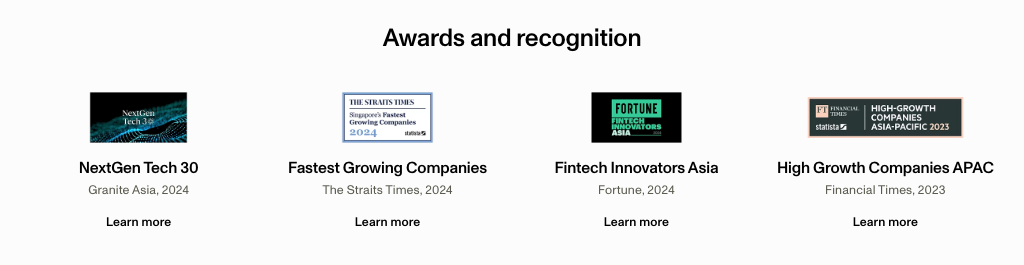 Awards and recognition
NextGen
Tech 30
THE STRAITS TIMES
Singapore's Fastest
Growing Companies
2024
statista
FORTUNE
FINTECH
INNOVATORS
ASIA
FT FINANCIAL
TIMES
statista
HIGH-GROWTH
COMPANIES
ASIA-PACIFIC 2023
NextGen Tech 30
Fastest Growing Companies
Fintech Innovators Asia
High Growth Companies APAC
Granite Asia, 2024
The Straits Times, 2024
Fortune, 2024
Financial Times, 2023
Learn more
Learn more
Learn more
Learn more